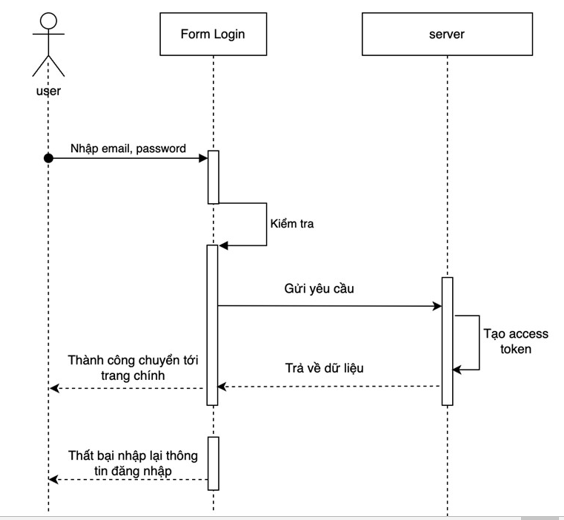 Form Login
server
user
Nhập email, password
Kiểm tra
Gửi yêu cầu
Tạo access
token
Thành công chuyển tới
trang chính
Trả về dữ liệu
Thất bại nhập lại thông
tin đăng nhập